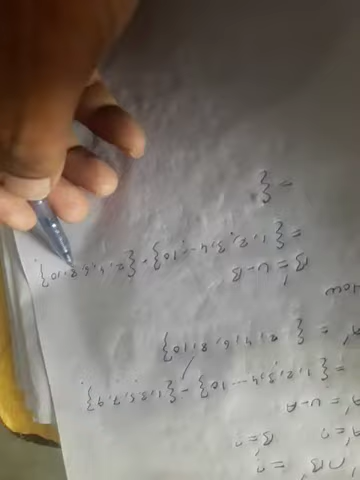 ∩B' = ?
A' = ? B' = ?
A' = U - A
= {1, 2, 3, 4 --- 10} - {1, 3, 5, 7, 9}
A' = {2, 4, 6, 8, 10}
Now
B' = U - B
= {1, 2, 3, 4 --- 10} - {2, 4, 6, 8, 10}
= {